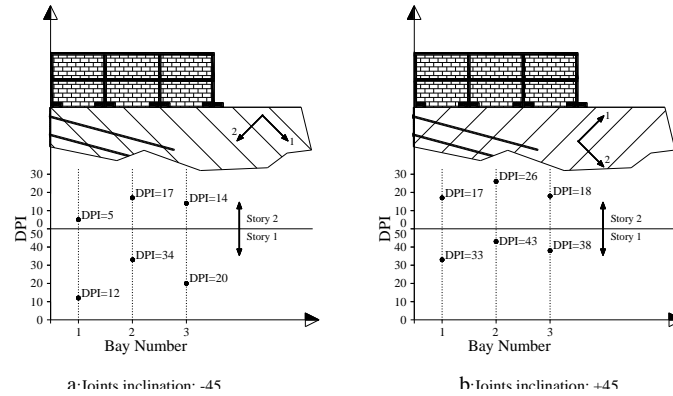 2
1
30
20
10
0
50
40
30
20
10
0
DPI
DPI=5
DPI=17
DPI=14
Story 2
Story 1
DPI=12
DPI=34
DPI=20
1
2
3
Bay Number
a:Joints inclination: -45
1
2
30
20
10
0
50
40
30
20
10
0
DPI
DPI=17
DPI=26
DPI=18
Story 2
Story 1
DPI=33
DPI=43
DPI=38
1
2
3
Bay Number
b:Joints inclination: +45